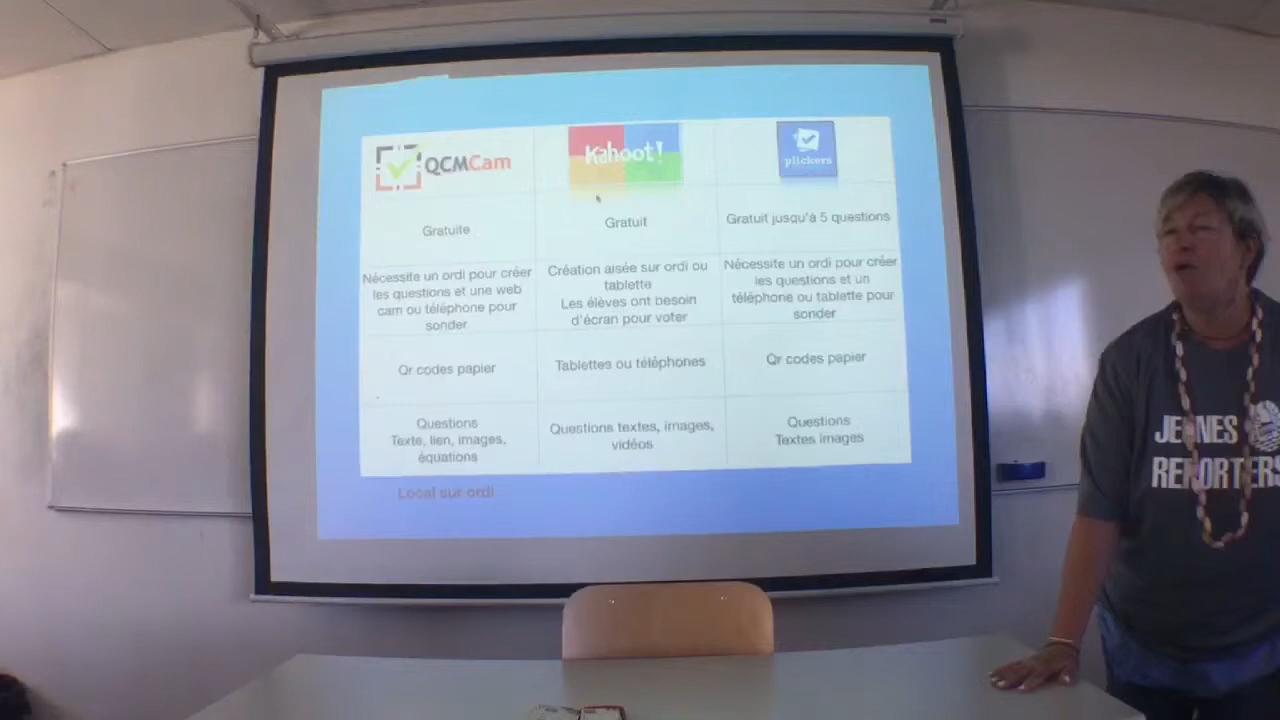 QCMCam
Kahoot!
plickers
Gratuite
Gratuit
Gratuit jusqu'à 5 questions
Nécessite un ordi pour créer
les questions et une web
cam ou téléphone pour
sonder
Création aisée sur ordi ou
tablette
Les élèves ont besoin
d'écran pour voter
Nécessite un ordi pour créer
les questions et un
téléphone ou tablette pour
sonder
Qr codes papier
Tablettes ou téléphones
Qr codes papier
Questions
Texte, lien, images,
équations
Questions textes, images,
vidéos
Questions
Textes images
Local sur ordi
JEUNES
REPORTERS